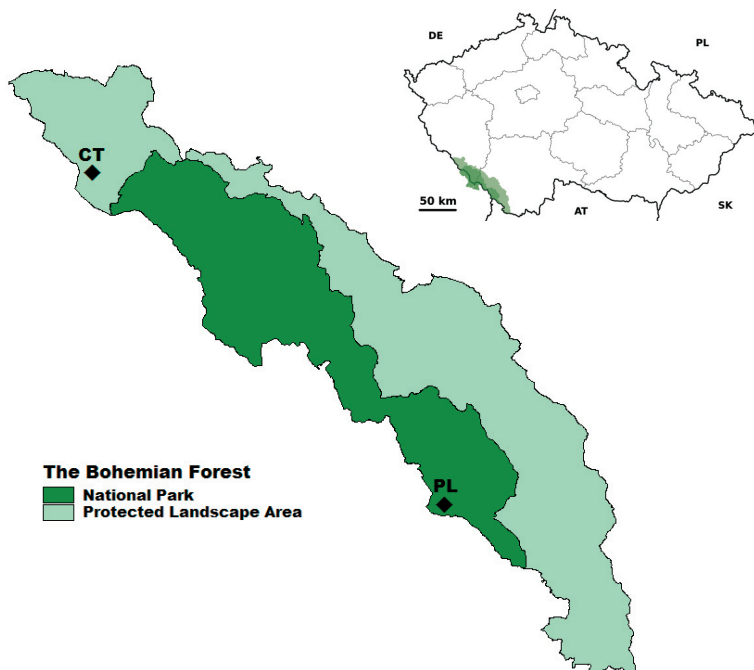 DE
PL
CT
50 km
AT
SK
The Bohemian Forest
National Park
PL
Protected Landscape Area